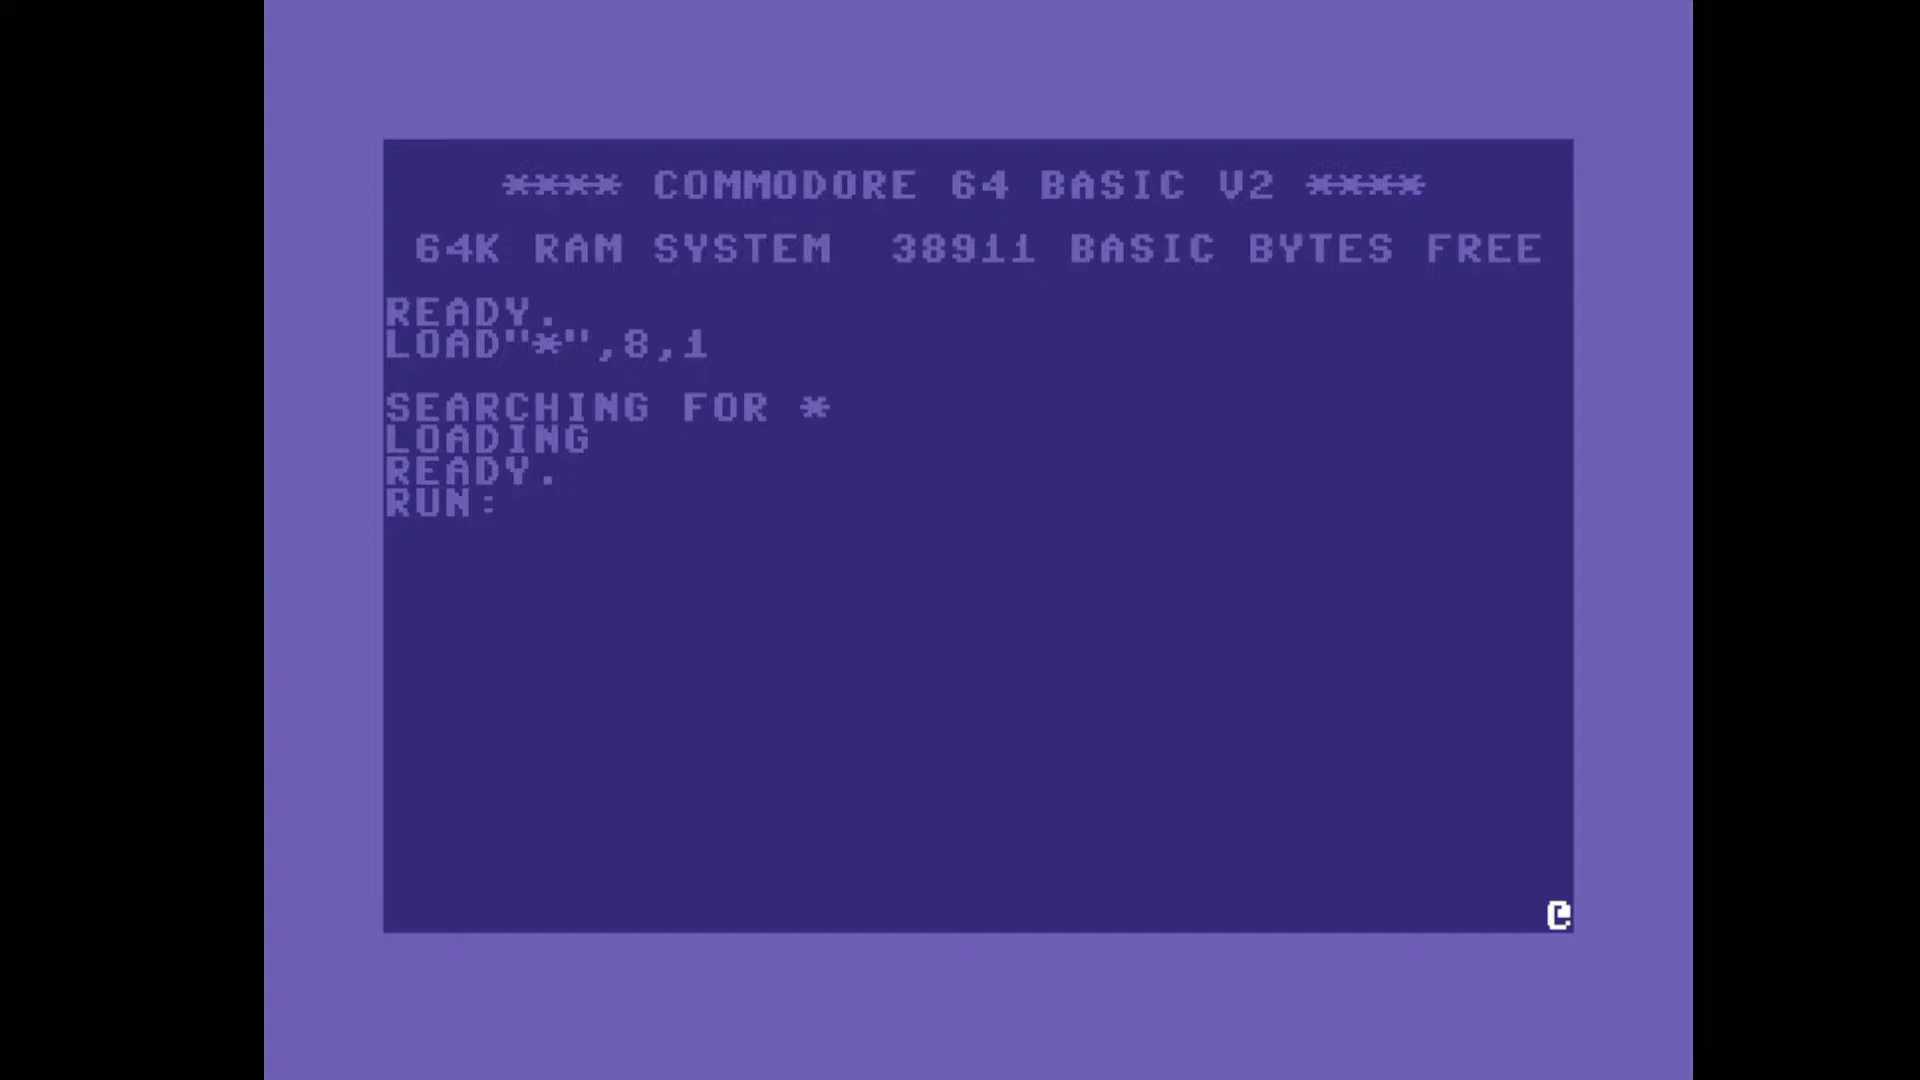 **** COMMODORE 64 BASIC V2 ****
64K RAM SYSTEM  38911 BASIC BYTES FREE
READY.
LOAD"*",8,1
SEARCHING FOR *
LOADING
READY.
RUN:
@